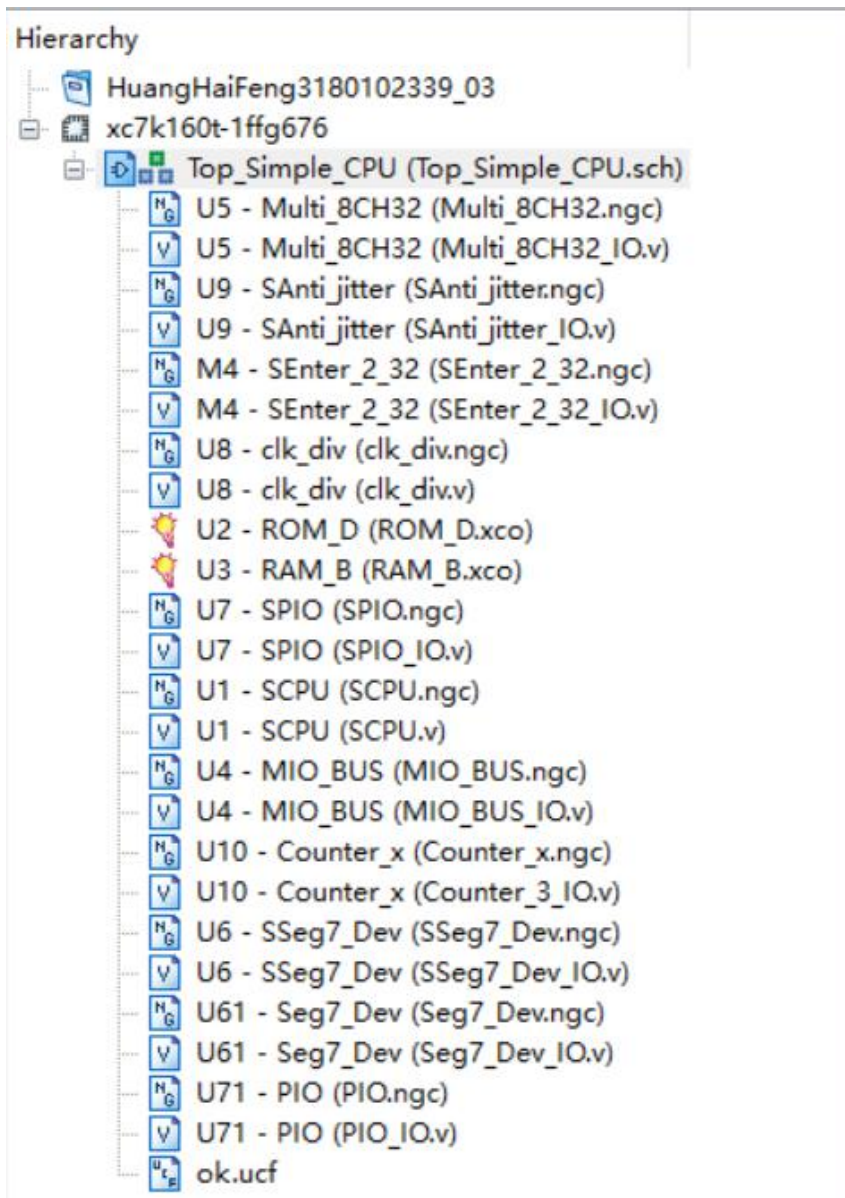 Hierarchy
HuangHaiFeng3180102339_03
xc7k160t-1ffg676
Top_Simple_CPU (Top_Simple_CPU.sch)
U5 - Multi_8CH32 (Multi_8CH32.ngc)
U5 - Multi_8CH32 (Multi_8CH32_IO.v)
U9 - SAnti_jitter (SAnti_jitter.ngc)
U9 - SAnti_jitter (SAnti_jitter_IO.v)
M4 - SEnter_2_32 (SEnter_2_32.ngc)
M4 - SEnter_2_32 (SEnter_2_32_IO.v)
U8 - clk_div (clk_div.ngc)
U8 - clk_div (clk_div.v)
U2 - ROM_D (ROM_D.xco)
U3 - RAM_B (RAM_B.xco)
U7 - SPIO (SPIO.ngc)
U7 - SPIO (SPIO_IO.v)
U1 - SCPU (SCPU.ngc)
U1 - SCPU (SCPU.v)
U4 - MIO_BUS (MIO_BUS.ngc)
U4 - MIO_BUS (MIO_BUS_IO.v)
U10 - Counter_x (Counter_x.ngc)
U10 - Counter_x (Counter_3_IO.v)
U6 - SSeg7_Dev (SSeg7_Dev.ngc)
U6 - SSeg7_Dev (SSeg7_Dev_IO.v)
U61 - Seg7_Dev (Seg7_Dev.ngc)
U61 - Seg7_Dev (Seg7_Dev_IO.v)
U71 - PIO (PIO.ngc)
U71 - PIO (PIO_IO.v)
ok.ucf